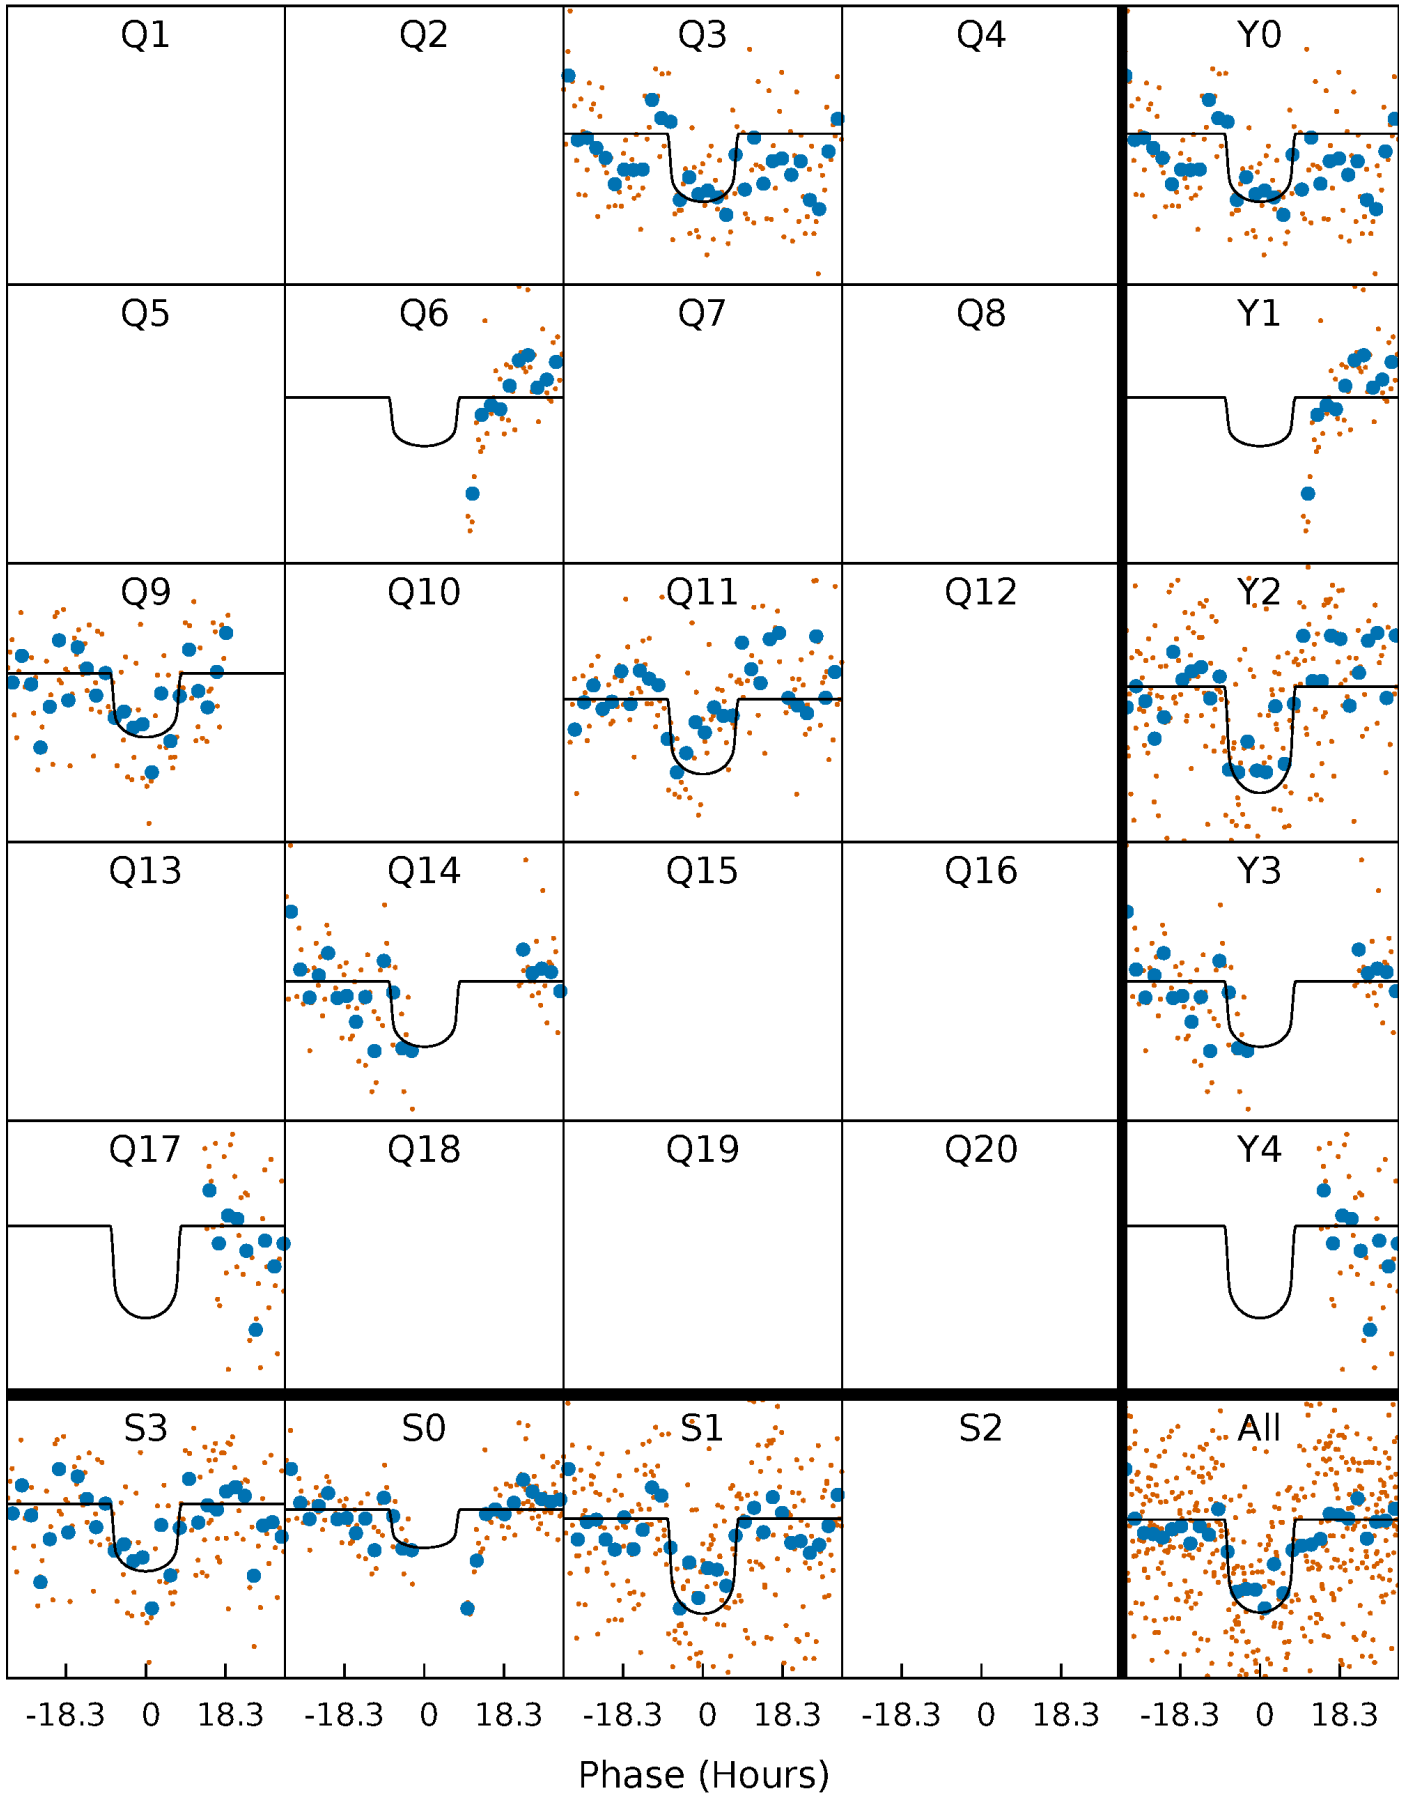 Q1 Q2 Q3 Q4 Y0
Q5 Q6 Q7 Q8 Y1
Q9 Q10 Q11 Q12 Y2
Q13 Q14 Q15 Q16 Y3
Q17 Q18 Q19 Q20 Y4
S3 S0 S1 S2 All
-18.3 0 18.3 -18.3 0 18.3 -18.3 0 18.3 -18.3 0 18.3 -18.3 0 18.3
Phase (Hours)